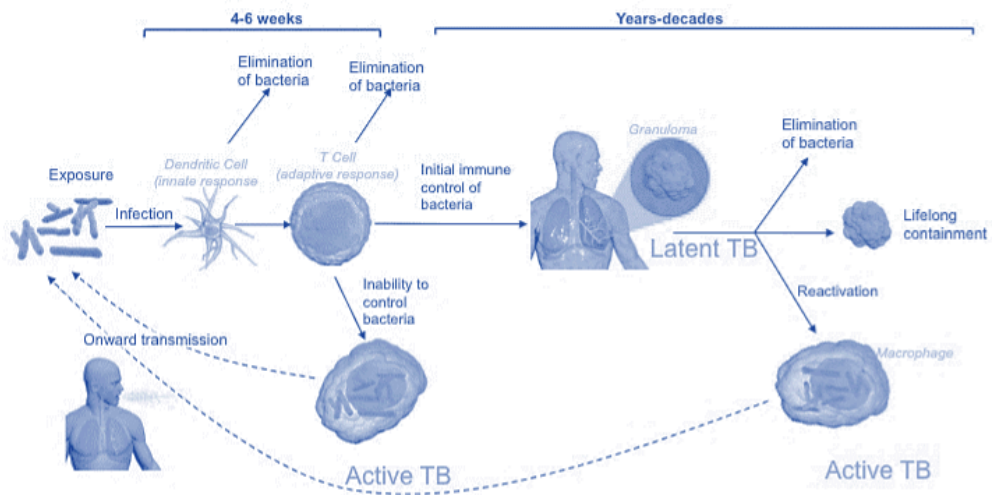 4-6 weeks
Years-decades
Elimination
of bacteria
Elimination
of bacteria
Dendritic Cell
(innate response
T Cell
(adaptive response)
Exposure
Infection
Initial immune
control of
bacteria
Granuloma
Latent TB
Elimination
of bacteria
Lifelong
containment
Reactivation
Inability to
control
bacteria
Onward transmission
Macrophage
Active TB
Active TB